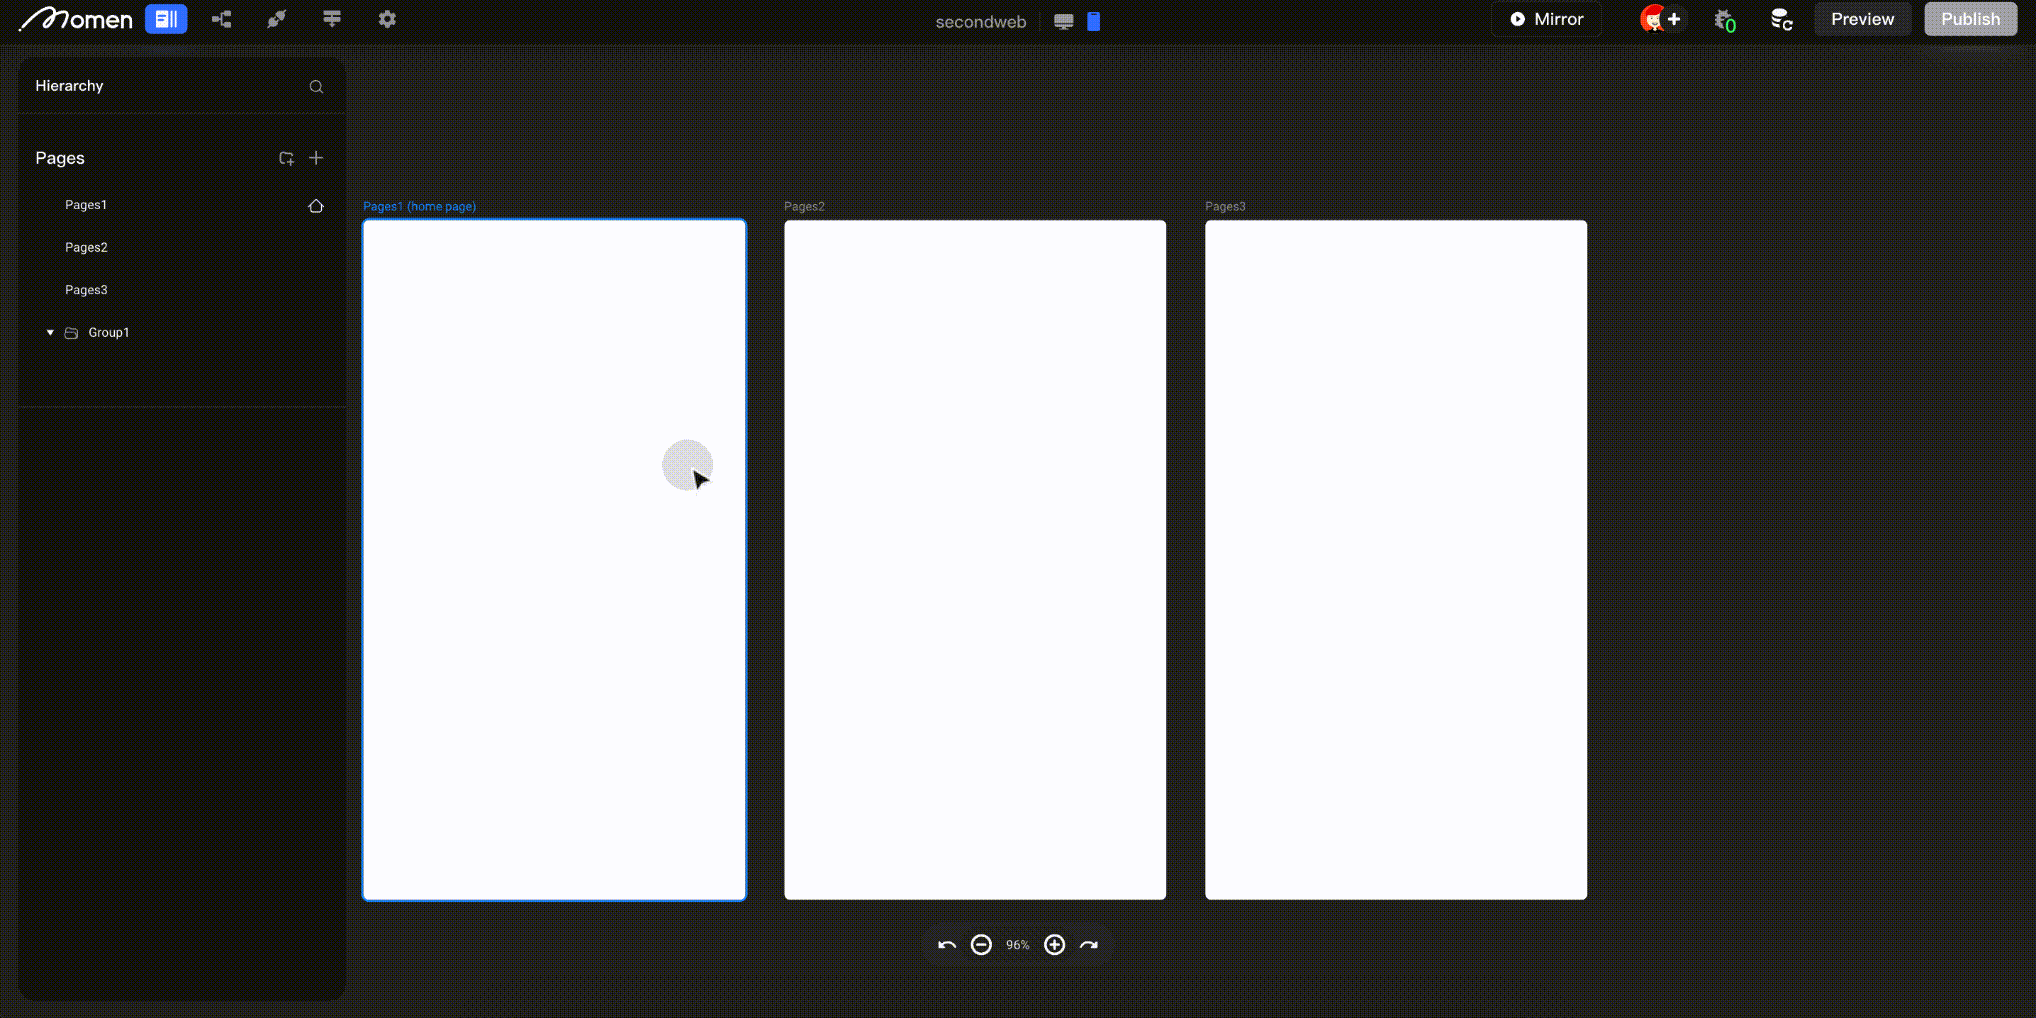 Momen
secondweb
Mirror
0
Preview
Publish
Hierarchy
Pages
Pages1
Pages2
Pages3
Group1
Pages1 (home page)
Pages2
Pages3
96%